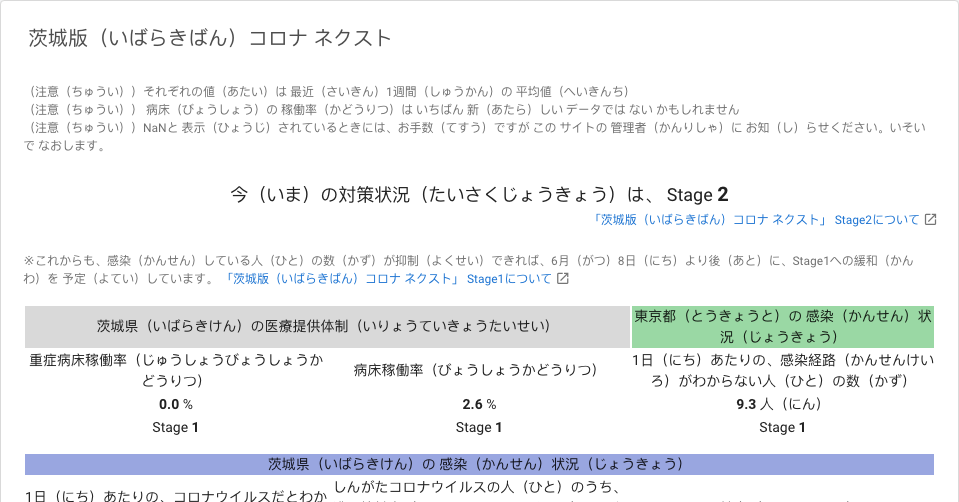 茨城版（いばらきばん）コロナ ネクスト
（注意（ちゅうい））それぞれの値（あたい）は 最近（さいきん）1週間（しゅうかん）の 平均値（へいきんち）
（注意（ちゅうい）） 病床（びょうしょう）の 稼働率（かどうりつ）は いちばん 新（あたら）しい データでは ない かもしれません
（注意（ちゅうい））NaNと 表示（ひょうじ）されているときには、お手数（てすう）ですが この サイトの 管理者（かんりしゃ）に お知（し）らせください。いそい
で なおします。
今（いま）の対策状況（たいさくじょうきょう）は、 Stage 2
「茨城版（いばらきばん）コロナ ネクスト」 Stage2について
※これからも、感染（かんせん）している人（ひと）の数（かず）が抑制（よくせい）できれば、6月（がつ）8日（にち）より後（あと）に、Stage1への緩和（かん
わ）を 予定（よてい）しています。 「茨城版（いばらきばん）コロナ ネクスト」 Stage1について
茨城県（いばらきけん）の医療提供体制（いりょうていきょうたいせい）
東京都（とうきょうと）の 感染（かんせん）状
況（じょうきょう）
重症病床稼働率（じゅうしょうびょうしょうか
どうりつ）
病床稼働率（びょうしょうかどうりつ）
1日（にち）あたりの、感染経路（かんせんけい
ろ）がわからない人（ひと）の数（かず）
0.0 %
2.6 %
9.3 人（にん）
Stage 1
Stage 1
Stage 1
茨城県（いばらきけん）の 感染（かんせん）状況（じょうきょう）
1日（にち）あたりの、コロナウイルスだとわか
しんがたコロナウイルスの人（ひと）のうち、